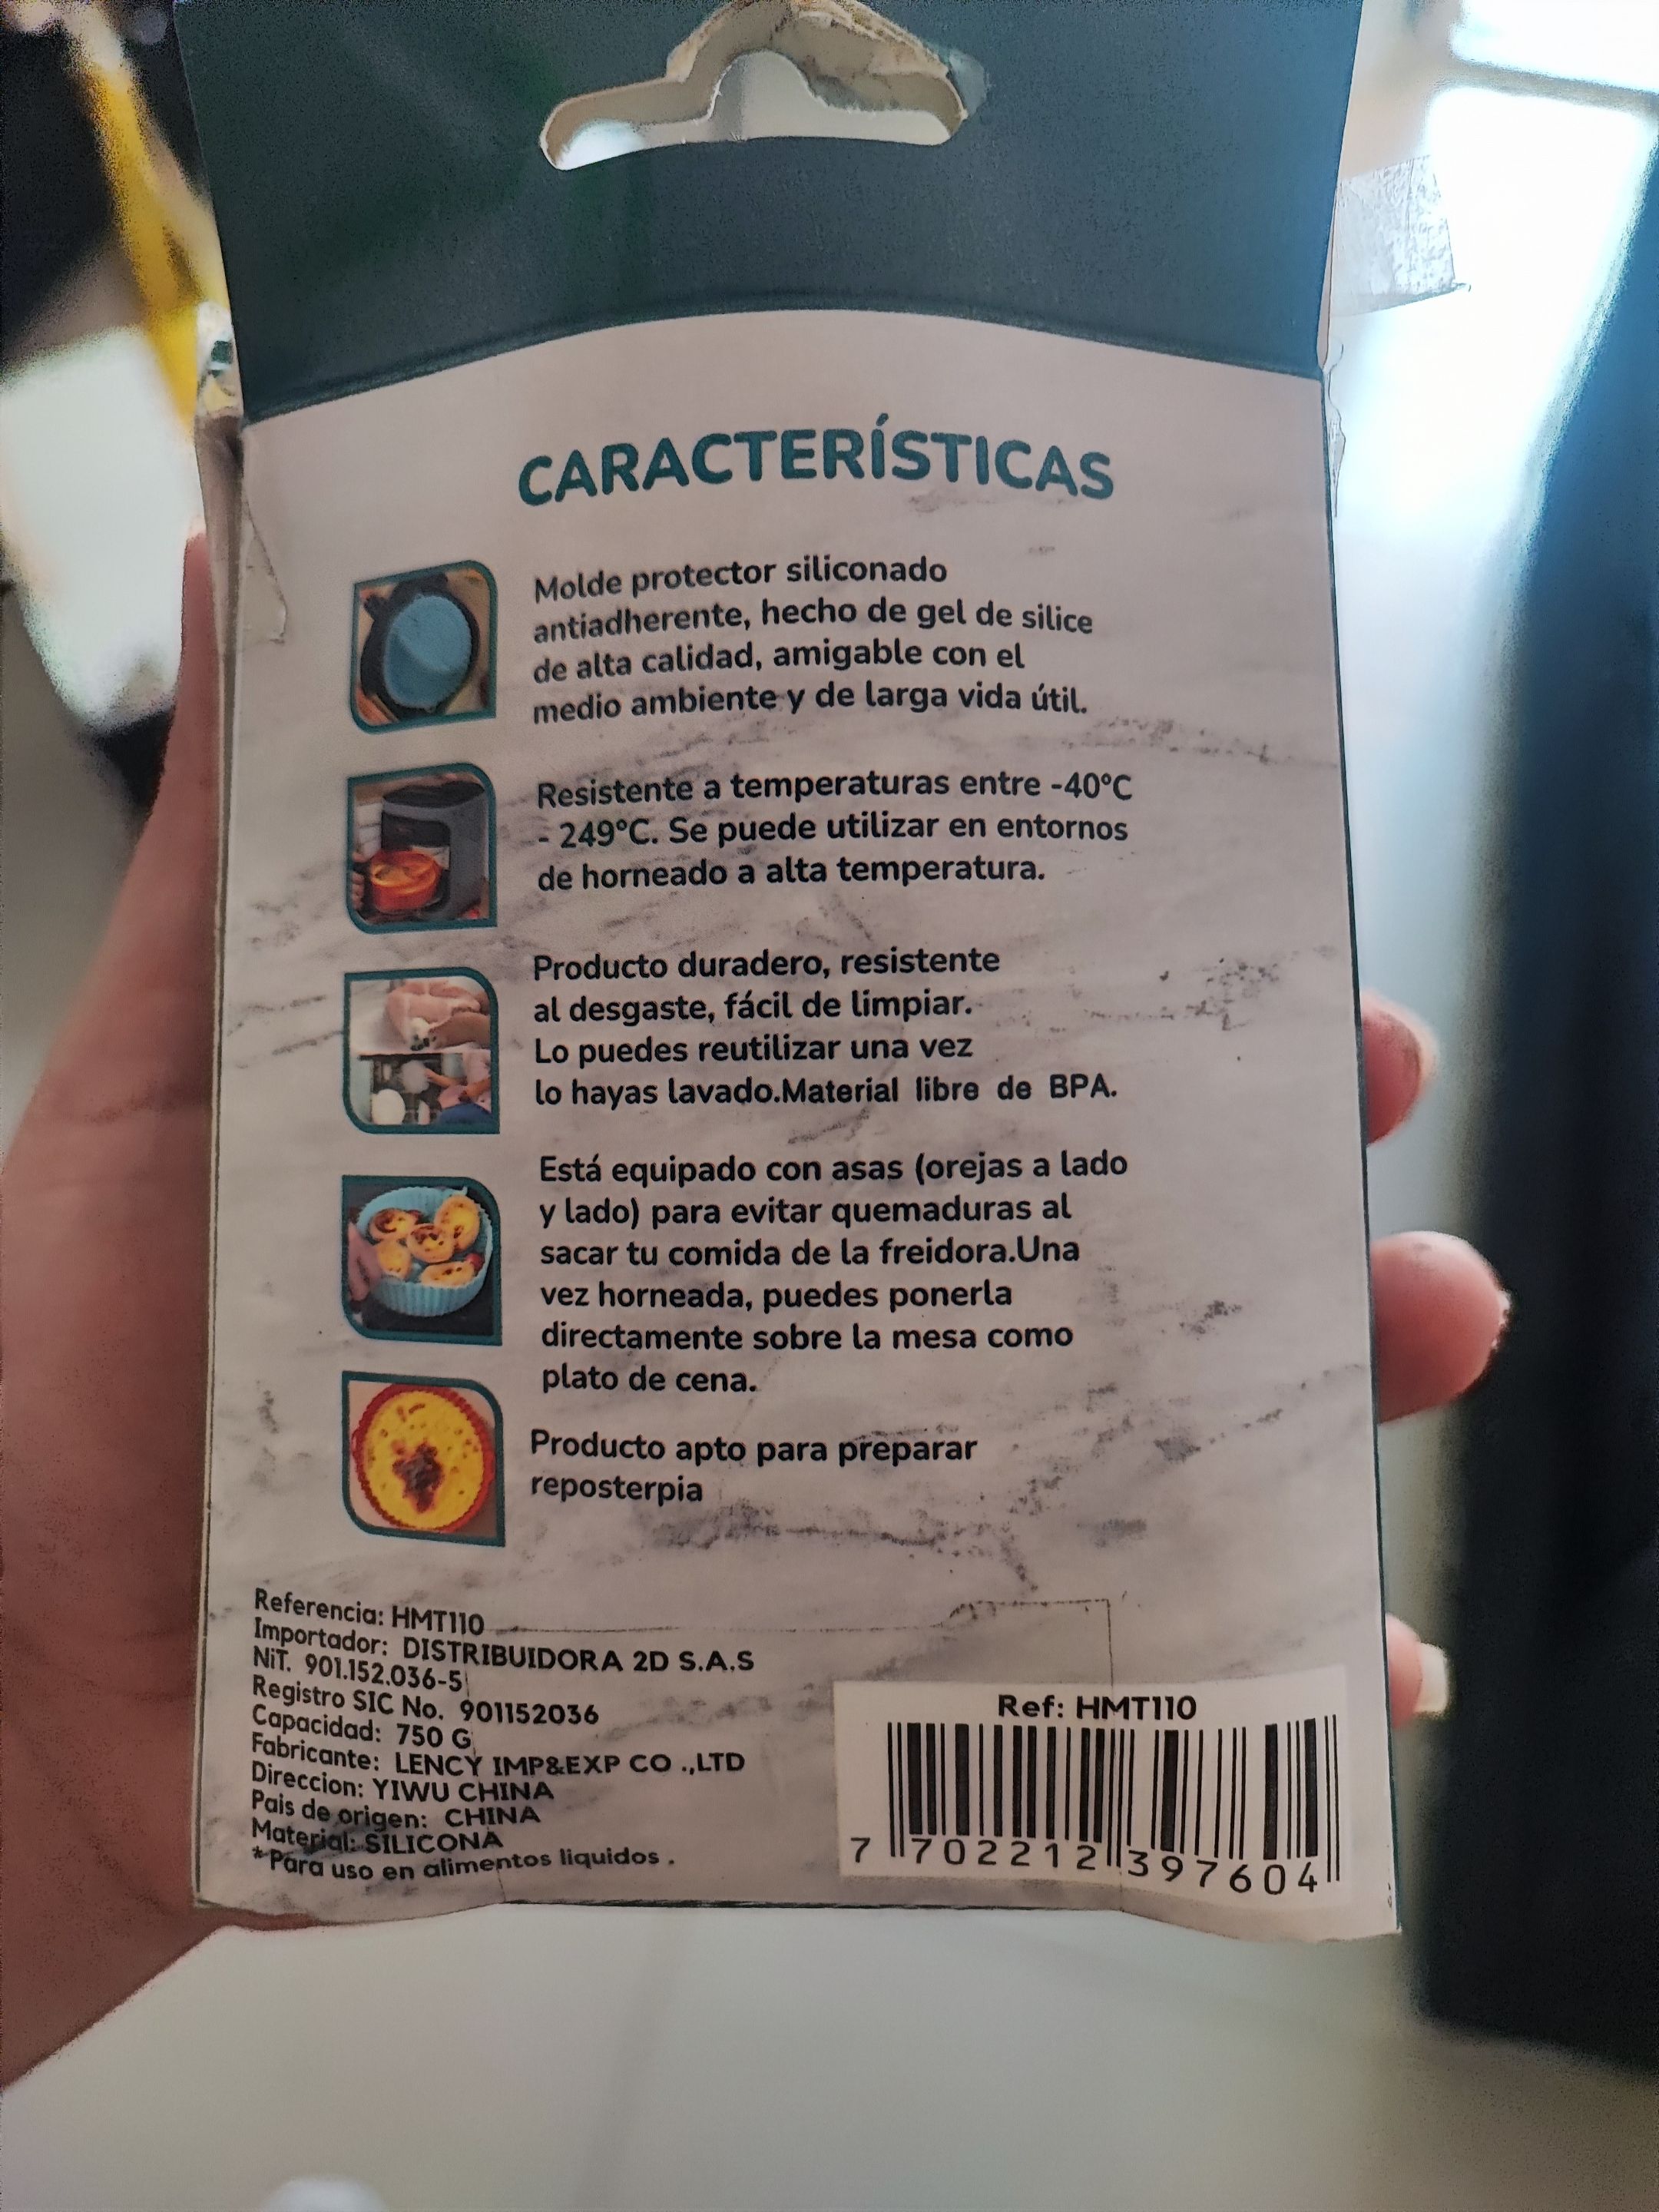 CARACTERÍSTICAS
Molde protector siliconado
antiadherente, hecho de gel de silice
de alta calidad, amigable con el
medio ambiente y de larga vida útil.
Resistente a temperaturas entre -40°C
- 249°C. Se puede utilizar en entornos
de horneado a alta temperatura.
Producto duradero, resistente
al desgaste, fácil de limpiar.
Lo puedes reutilizar una vez
lo hayas lavado.Material libre de BPA.
Está equipado con asas (orejas a lado
y lado) para evitar quemaduras al
sacar tu comida de la freidora.Una
vez horneada, puedes ponerla
directamente sobre la mesa como
plato de cena.
Producto apto para preparar
reposterpia
Referencia: HMT110
Importador: DISTRIBUIDORA 2D S.A.S
NiT. 901.152.036-5
Registro SIC No. 901152036
Capacidad: 750 G
Fabricante: LENCY IMP&EXP CO .,LTD
Direccion: YIWU CHINA
Pais de origen: CHINA
Material: SILICONA
*Para uso en alimentos liquidos .
Ref: HMT110
7 702212 397604